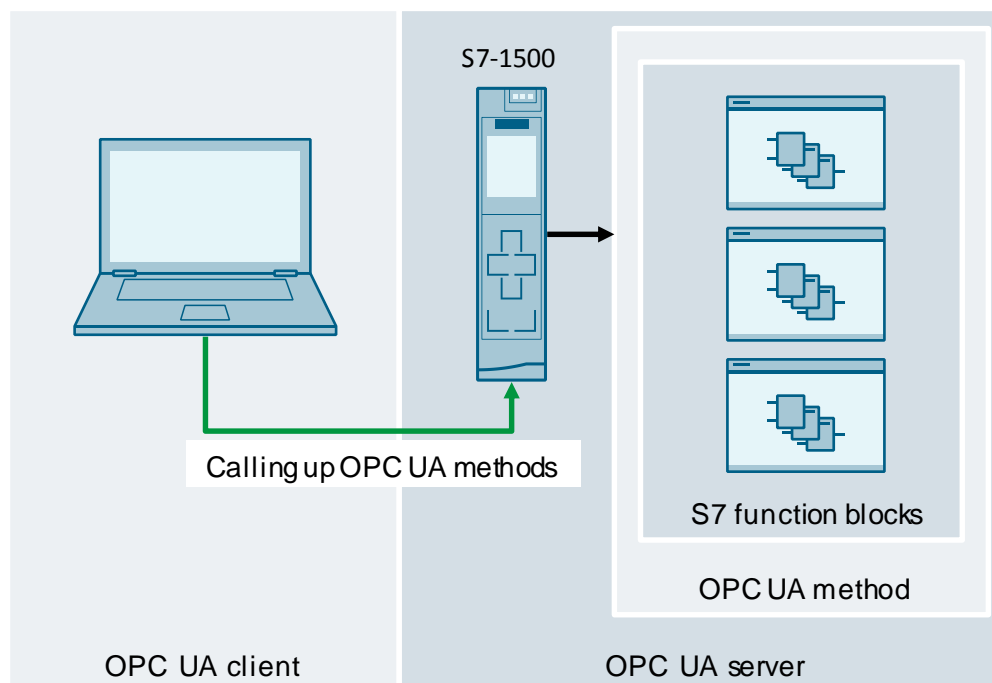 S7-1500
Calling up OPC UA methods
S7 function blocks
OPC UA method
OPC UA client
OPC UA server